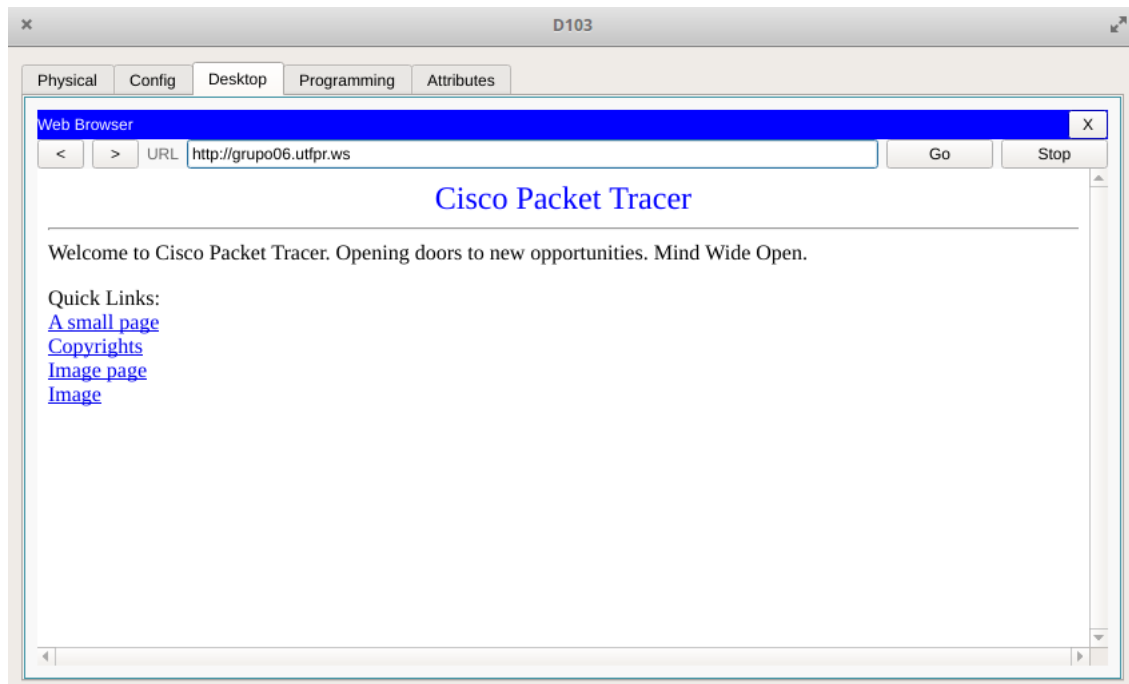 D103
Physical Config Desktop Programming Attributes
Web Browser X
< > URL http://grupo06.utfpr.ws Go Stop
Cisco Packet Tracer
Welcome to Cisco Packet Tracer. Opening doors to new opportunities. Mind Wide Open.
Quick Links:
A small page
Copyrights
Image page
Image